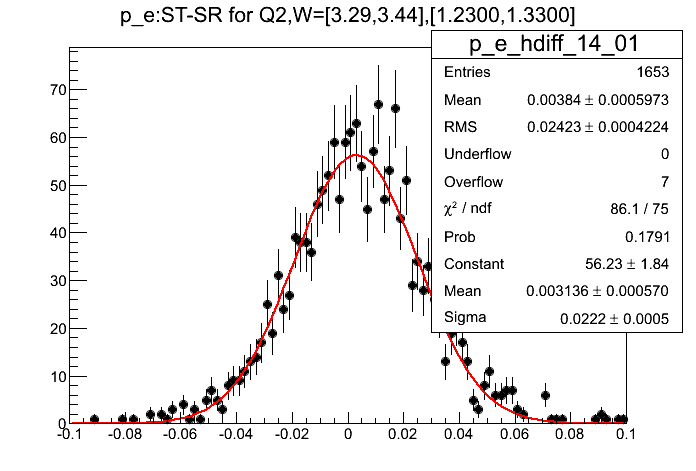 p_e:ST-SR for Q2,W=[3.29,3.44],[1.2300,1.3300]
p_e_hdiff_14_01
Entries 1653
Mean 0.00384 ± 0.0005973
RMS 0.02423 ± 0.0004224
Underflow 0
Overflow 7
χ² / ndf 86.1 / 75
Prob 0.1791
Constant 56.23 ± 1.84
Mean 0.003136 ± 0.000570
Sigma 0.0222 ± 0.0005
70
60
50
40
30
20
10
0
-0.1 -0.08 -0.06 -0.04 -0.02 0 0.02 0.04 0.06 0.08 0.1